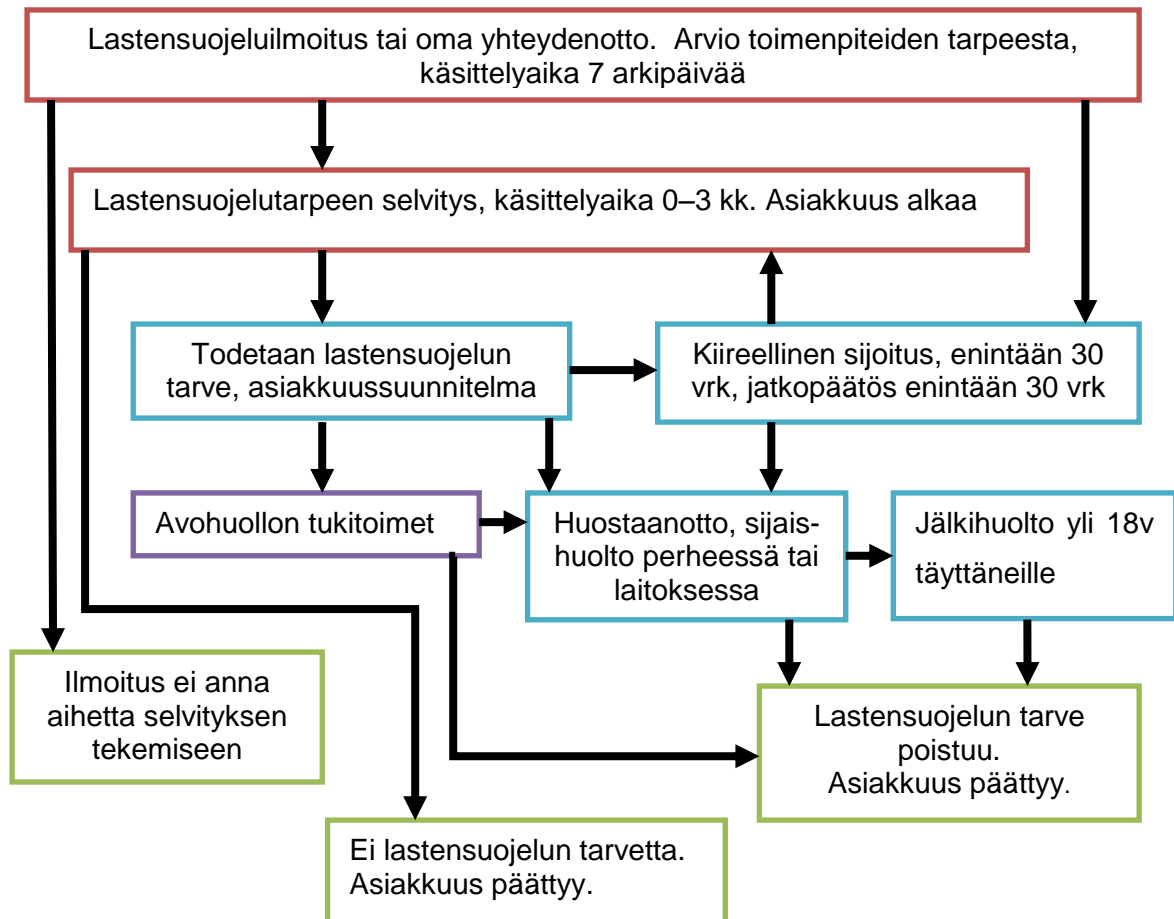 Lastensuojeluilmoitus tai oma yhteydenotto. Arvio toimenpiteiden tarpeesta,
käsittelyaika 7 arkipäivää
Lastensuojelutarpeen selvitys, käsittelyaika 0–3 kk. Asiakkuus alkaa
Todetaan lastensuojelun
tarve, asiakkuussuunnitelma
Kiireellinen sijoitus, enintään 30
vrk, jatkopäätös enintään 30 vrk
Avohuollon tukitoimet
Huostaanotto, sijais-
huolto perheessä tai
laitoksessa
Jälkihuolto yli 18v
täyttäneille
Ilmoitus ei anna
aihetta selvityksen
tekemiseen
Lastensuojelun tarve
poistuu.
Asiakkuus päättyy.
Ei lastensuojelun tarvetta.
Asiakkuus päättyy.